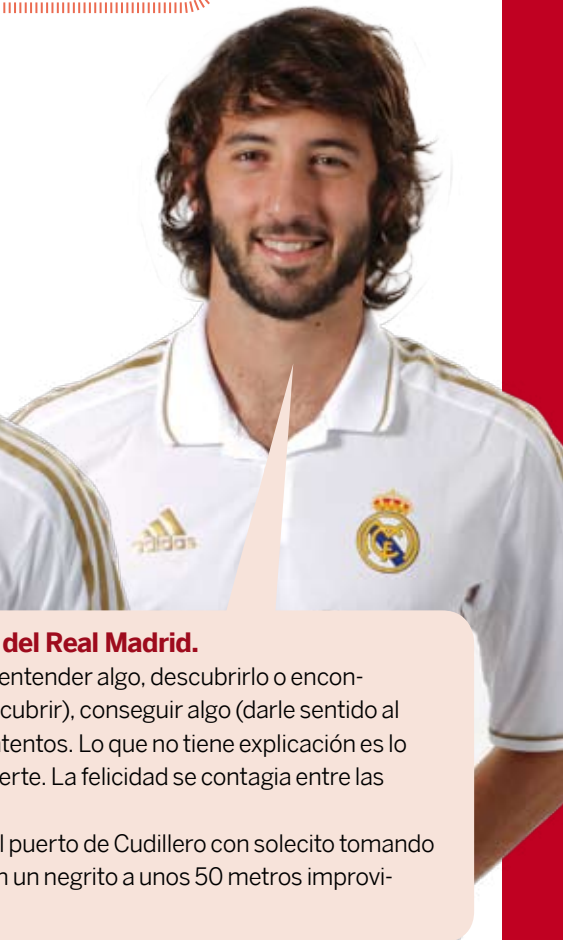 adidas
del Real Madrid.
entender algo, descubrirlo o encon-
cubrir), conseguir algo (darle sentido al
tentos. Lo que no tiene explicación es lo
erte. La felicidad se contagia entre las
l puerto de Cudillero con solecito tomando
n un negrito a unos 50 metros improvi-